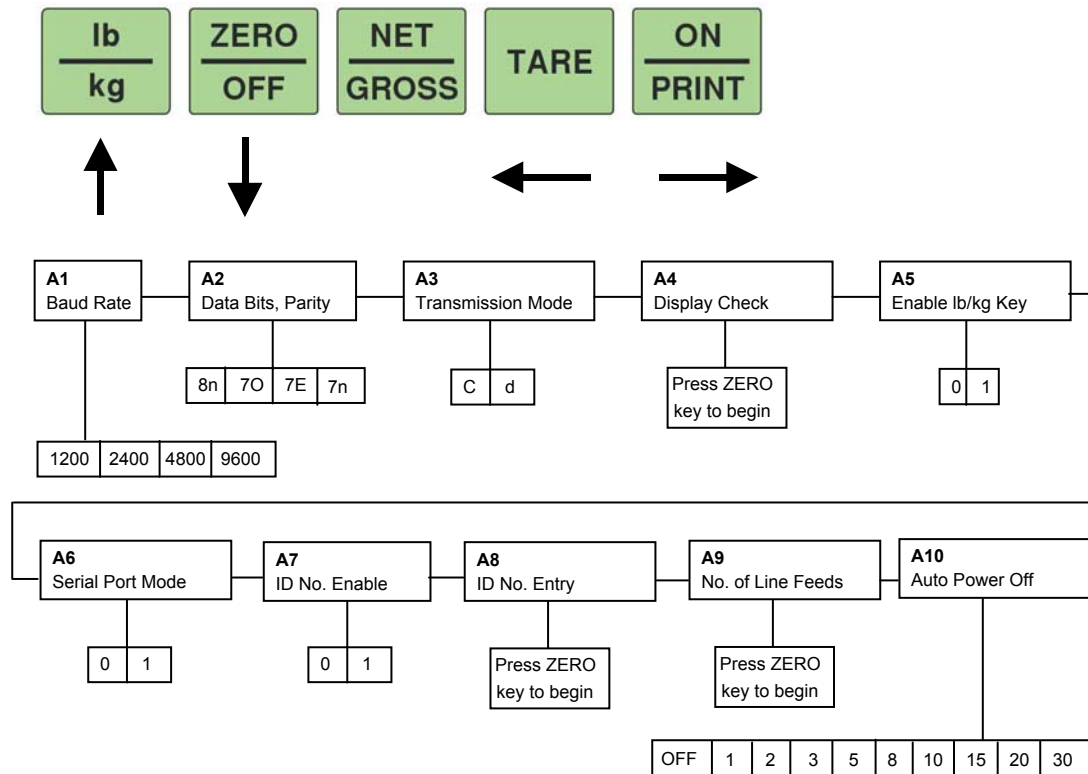 lb
kg
ZERO
OFF
NET
GROSS
TARE
ON
PRINT
A1
Baud Rate
A2
Data Bits, Parity
A3
Transmission Mode
A4
Display Check
A5
Enable lb/kg Key
8n 7O 7E 7n
C d
Press ZERO
key to begin
0 1
1200 2400 4800 9600
A6
Serial Port Mode
A7
ID No. Enable
A8
ID No. Entry
A9
No. of Line Feeds
A10
Auto Power Off
0 1
0 1
Press ZERO
key to begin
Press ZERO
key to begin
OFF 1 2 3 5 8 10 15 20 30